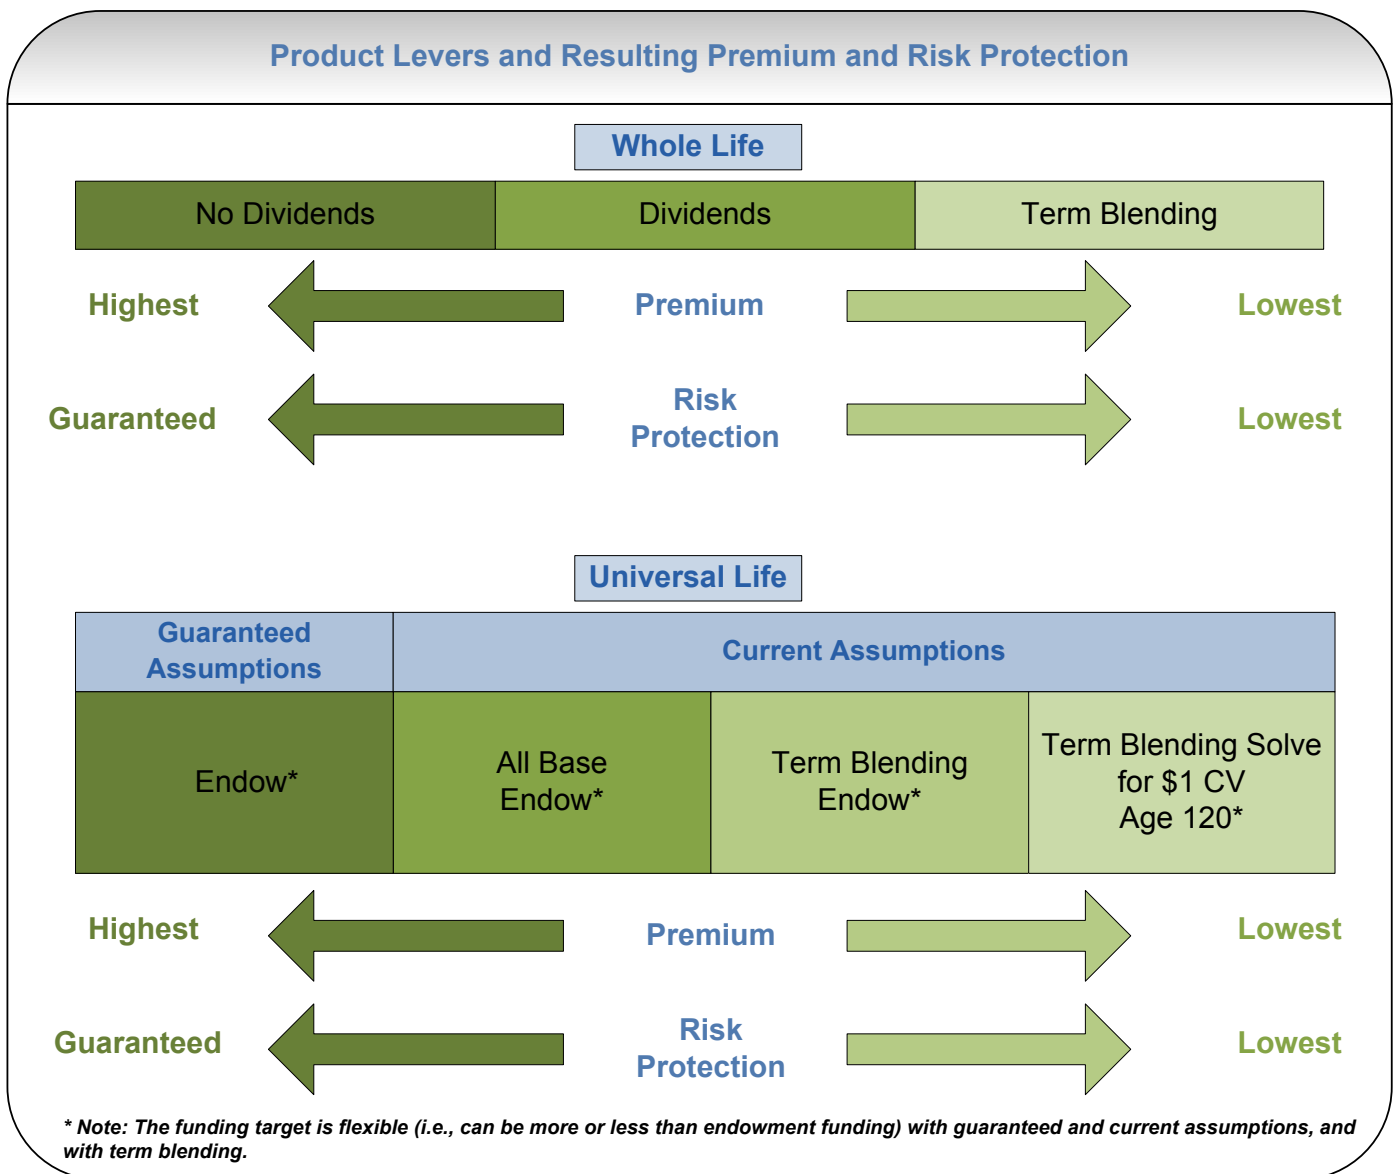 Product Levers and Resulting Premium and Risk Protection
Whole Life
No Dividends
Dividends
Term Blending
Highest
Premium
Lowest
Guaranteed
Risk
Protection
Lowest
Universal Life
Guaranteed
Assumptions
Current Assumptions
Endow*
All Base
Endow*
Term Blending
Endow*
Term Blending Solve
for $1 CV
Age 120*
Highest
Premium
Lowest
Guaranteed
Risk
Protection
Lowest
* Note: The funding target is flexible (i.e., can be more or less than endowment funding) with guaranteed and current assumptions, and
with term blending.